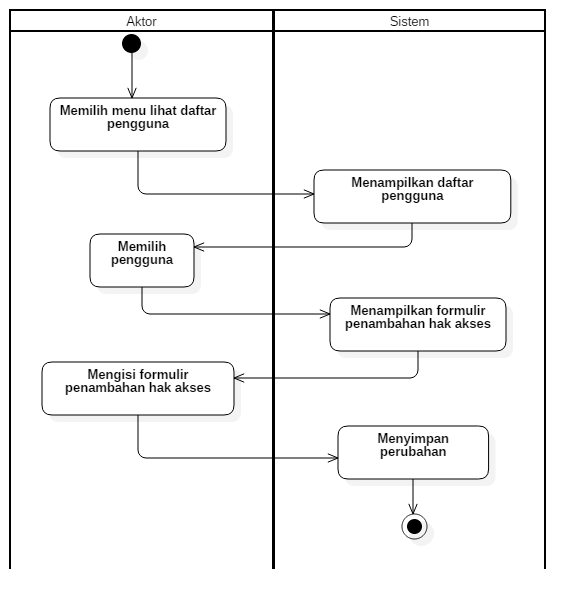 Aktor
Sistem
Memilih menu lihat daftar
pengguna
Menampilkan daftar
pengguna
Memilih
pengguna
Menampilkan formulir
penambahan hak akses
Mengisi formulir
penambahan hak akses
Menyimpan
perubahan